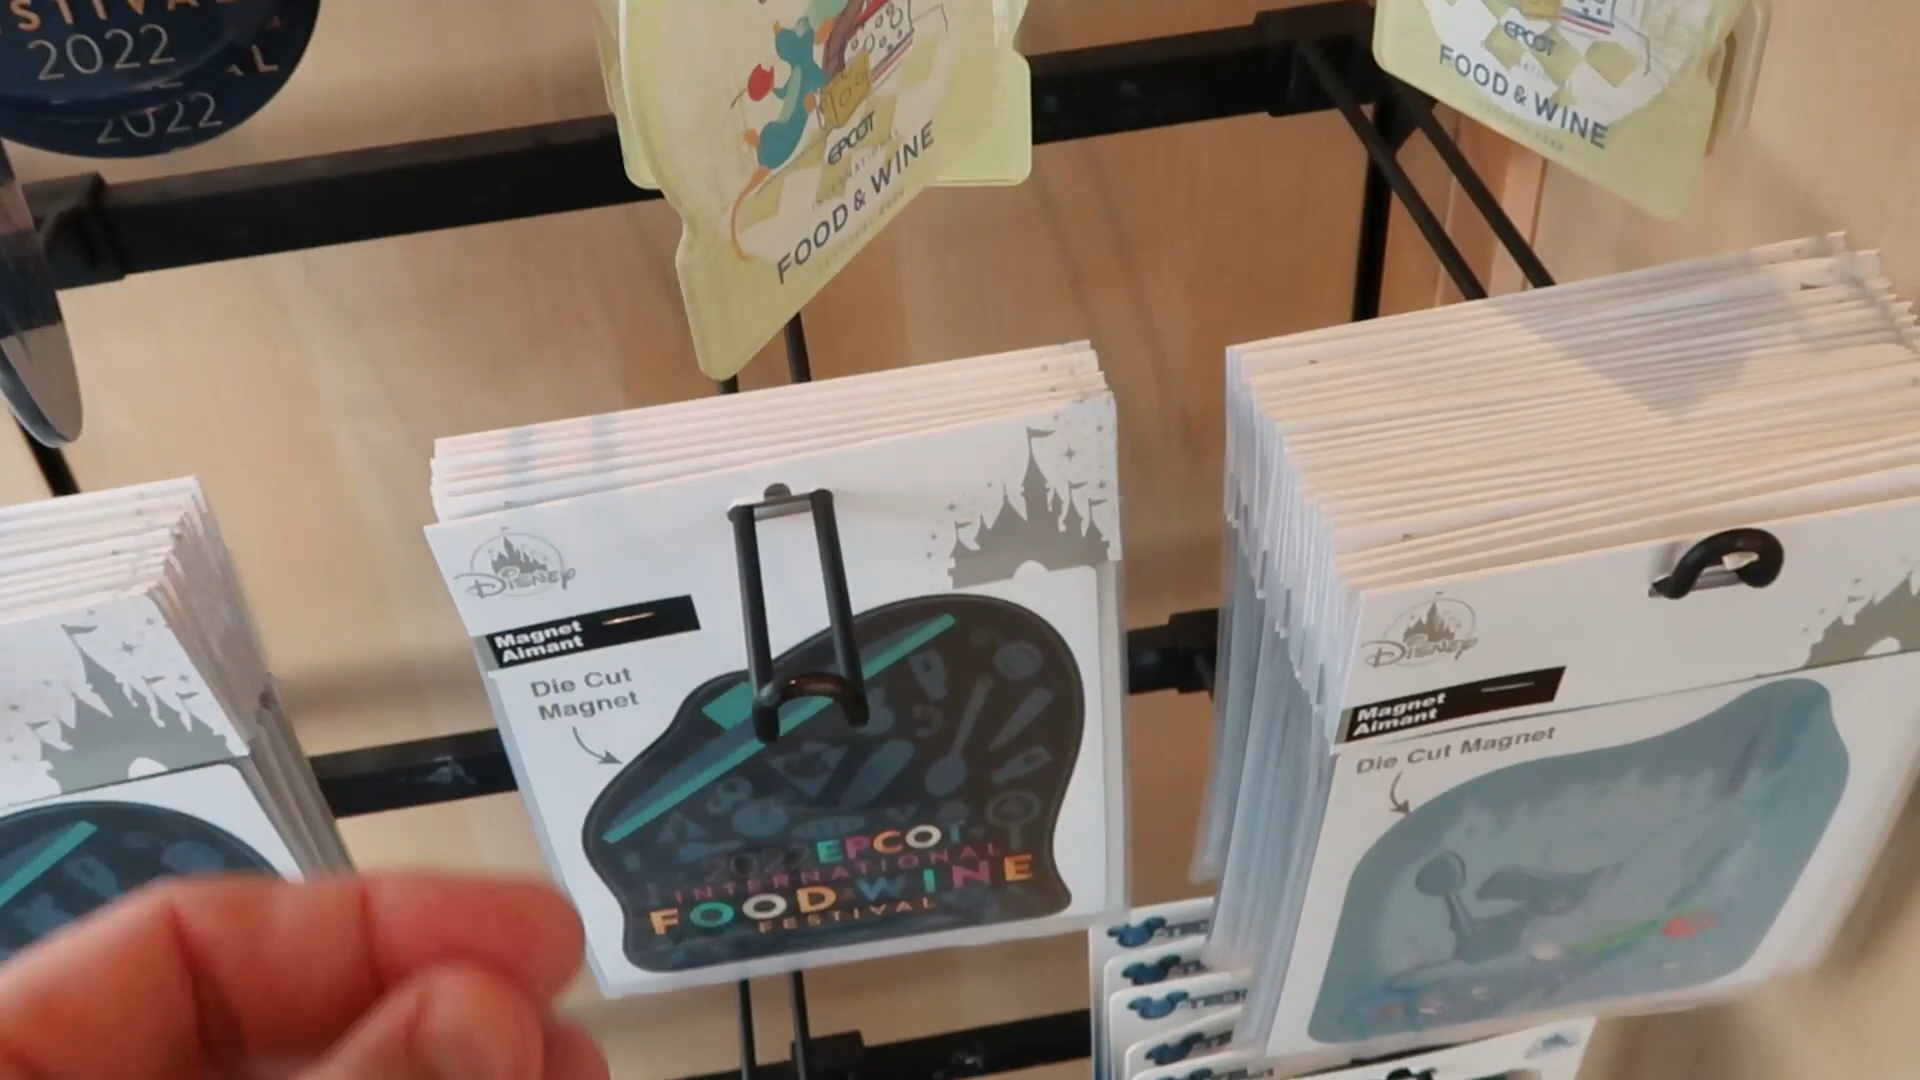 STIVAL
2022
2022
EPCOT
FOOD & WINE
EPCOT
FOOD & WINE
Disney
Magnet
Aimant
Die Cut
Magnet
2022 EPCOT
INTERNATIONAL
FOOD & WINE
FESTIVAL
Disney
Magnet
Aimant
Die Cut Magnet